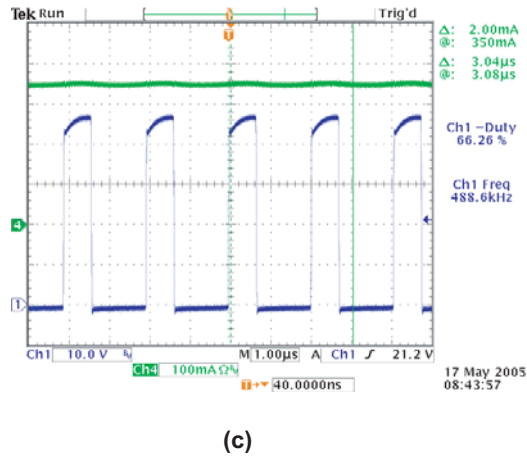 Tek Run Trig'd
T
T
Δ: 2.00mA
@: 350mA
Δ: 3.04µs
@: 3.08µs
Ch1 −Duty
66.26 %
Ch1 Freq
488.6kHz
4
1
Ch1 10.0 V BW M 1.00µs A Ch1 ∫ 21.2 V
Ch4 100mA Ω BW
T→▼ 40.0000ns
17 May 2005
08:43:57
(c)